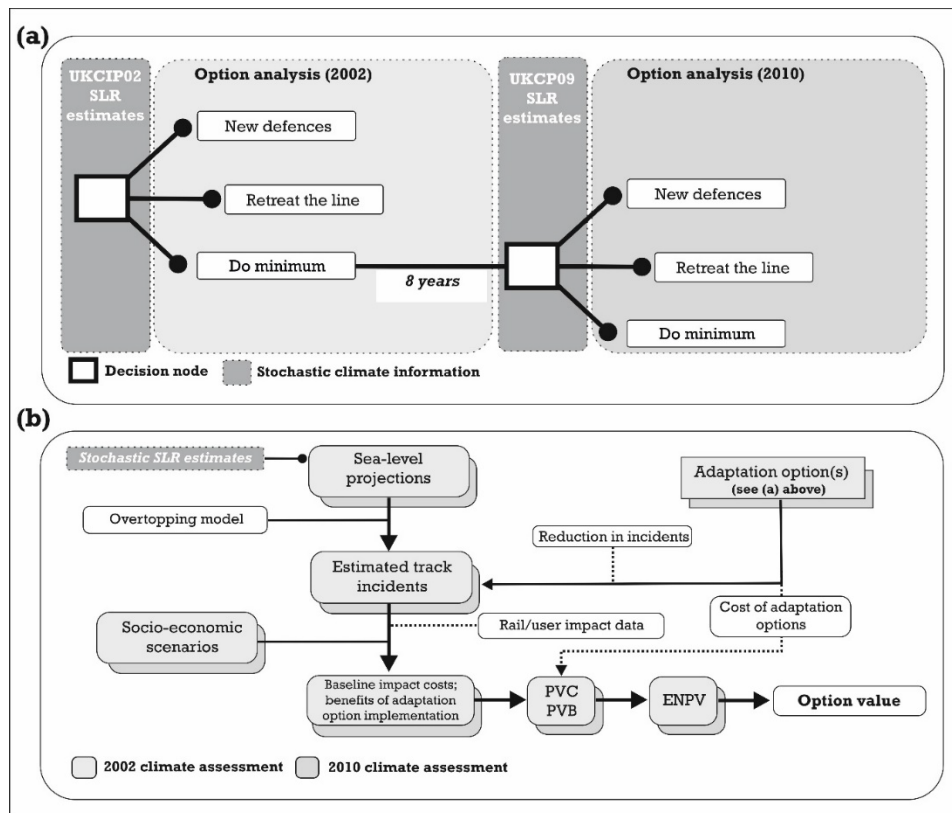 (a)
UKCIP02
SLR
estimates
Option analysis (2002)
New defences
Retreat the line
Do minimum
8 years
UKCP09
SLR
estimates
Option analysis (2010)
New defences
Retreat the line
Do minimum
Decision node
Stochastic climate information
(b)
Stochastic SLR estimates
Sea-level
projections
Adaptation option(s)
(see (a) above)
Overtopping model
Reduction in incidents
Estimated track
incidents
Cost of adaptation
options
Rail/user impact data
Socio-economic
scenarios
Baseline impact costs;
benefits of adaptation
option implementation
PVC
PVB
ENPV
Option value
2002 climate assessment
2010 climate assessment